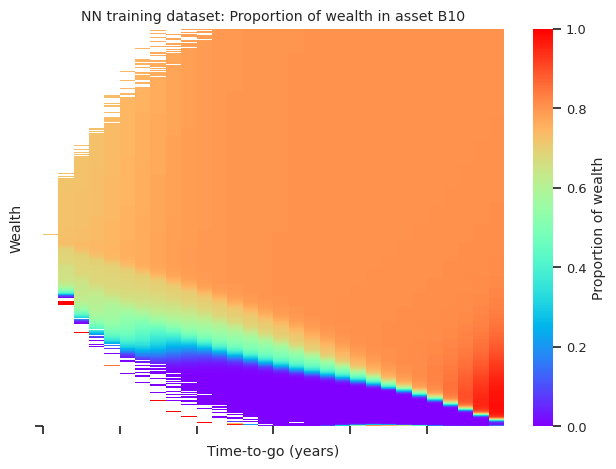 NN training dataset: Proportion of wealth in asset B10
Wealth
Time-to-go (years)
1.0
0.8
0.6
0.4
0.2
0.0
Proportion of wealth